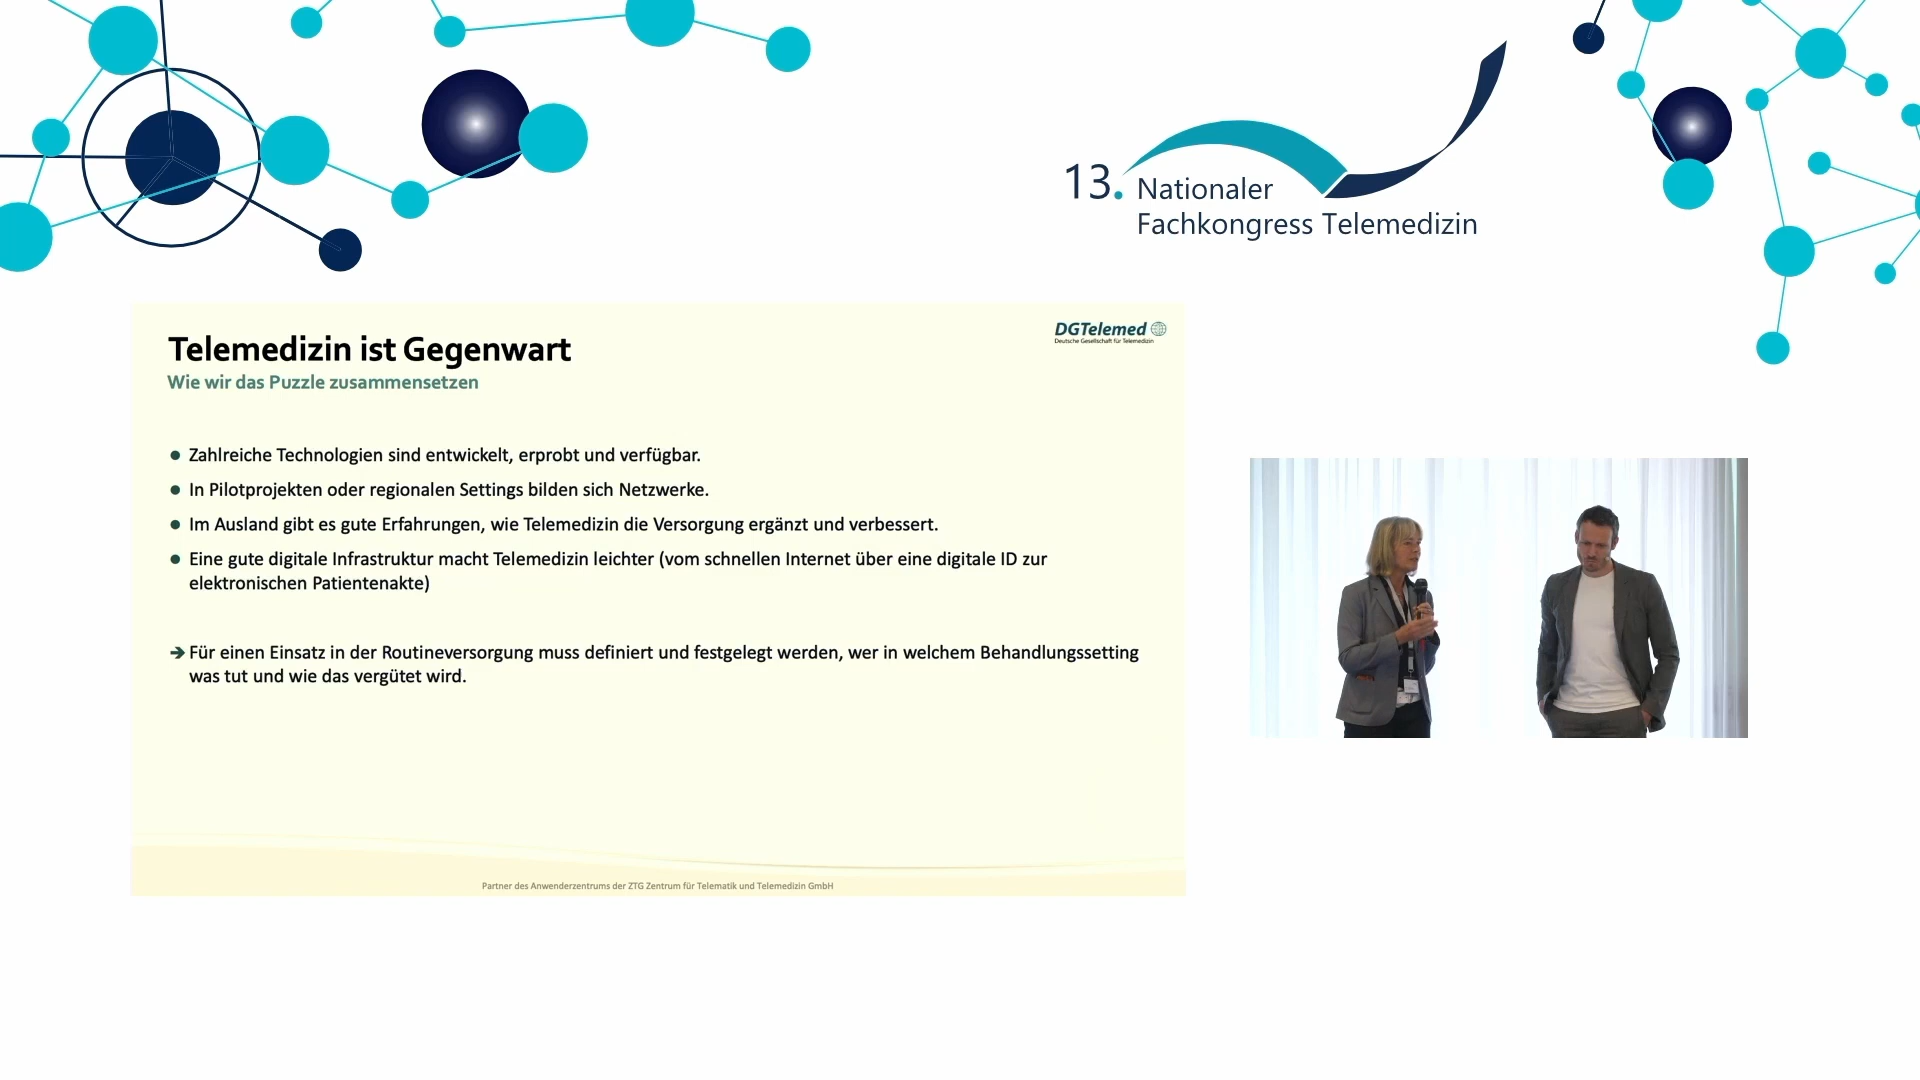 13. Nationaler
Fachkongress Telemedizin
DGTelemed
Deutsche Gesellschaft für Telemedizin
Telemedizin ist Gegenwart
Wie wir das Puzzle zusammensetzen
● Zahlreiche Technologien sind entwickelt, erprobt und verfügbar.
● In Pilotprojekten oder regionalen Settings bilden sich Netzwerke.
● Im Ausland gibt es gute Erfahrungen, wie Telemedizin die Versorgung ergänzt und verbessert.
● Eine gute digitale Infrastruktur macht Telemedizin leichter (vom schnellen Internet über eine digitale ID zur
elektronischen Patientenakte)
➔ Für einen Einsatz in der Routineversorgung muss definiert und festgelegt werden, wer in welchem Behandlungssetting
was tut und wie das vergütet wird.
Partner des Anwenderzentrums der ZTG Zentrum für Telematik und Telemedizin GmbH